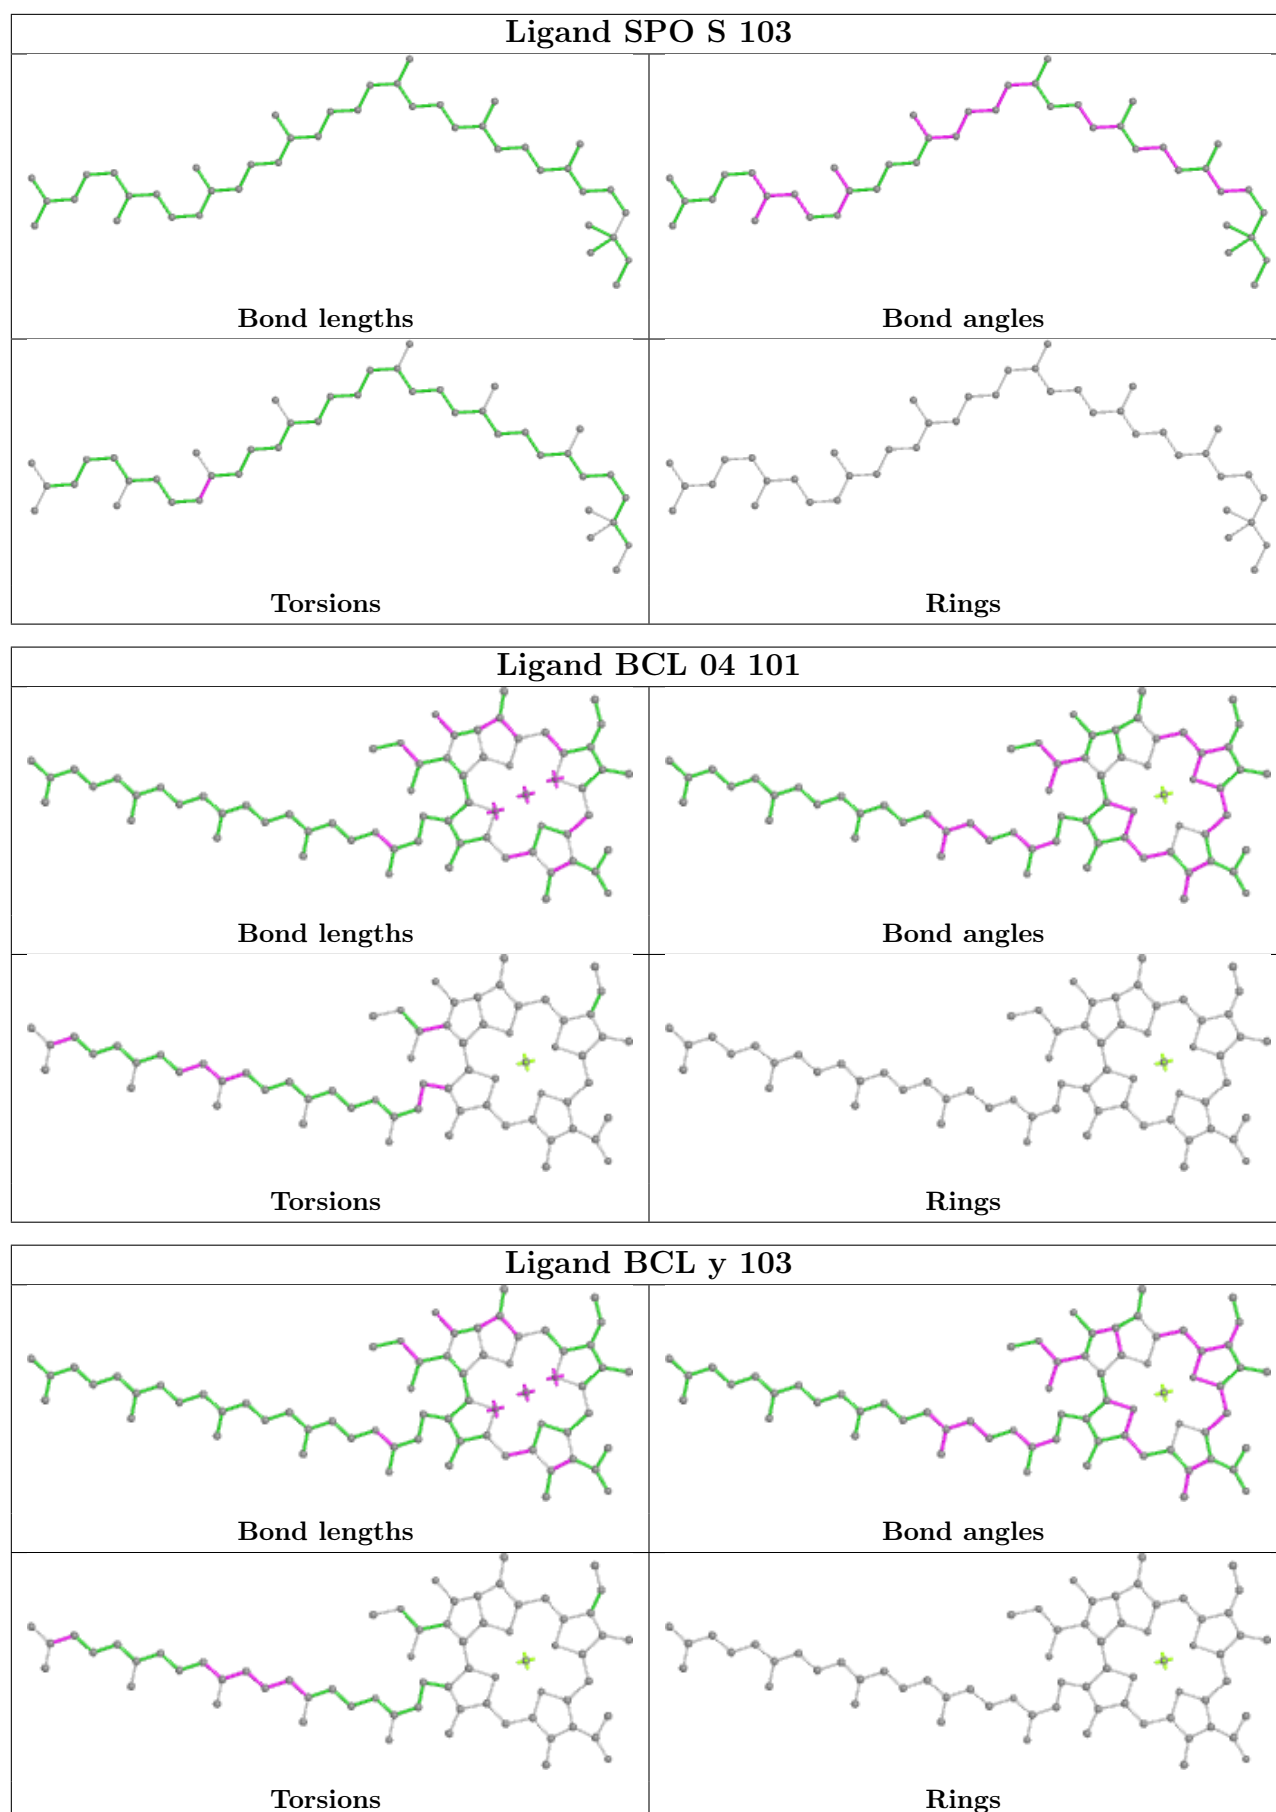 Ligand SPO S 103
Bond lengths
Bond angles
Torsions
Rings
Ligand BCL 04 101
Bond lengths
Bond angles
Torsions
Rings
Ligand BCL y 103
Bond lengths
Bond angles
Torsions
Rings